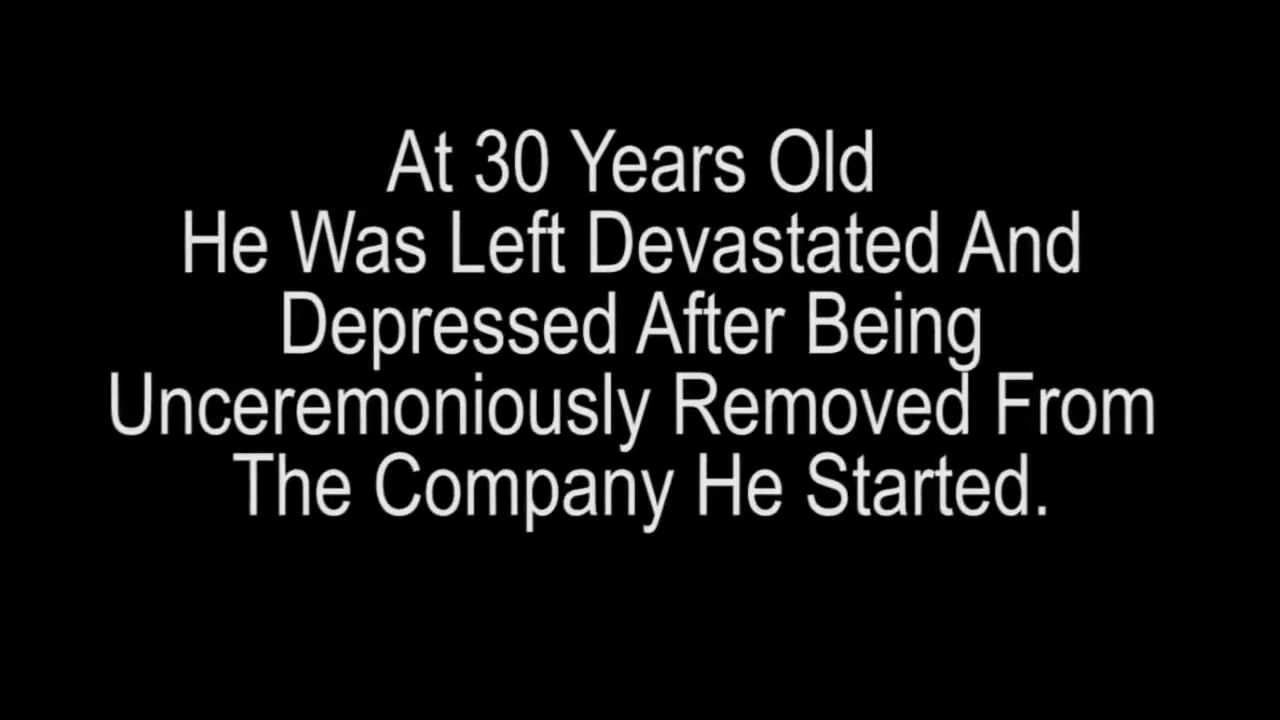 At 30 Years Old
He Was Left Devastated And
Depressed After Being
Unceremoniously Removed From
The Company He Started.